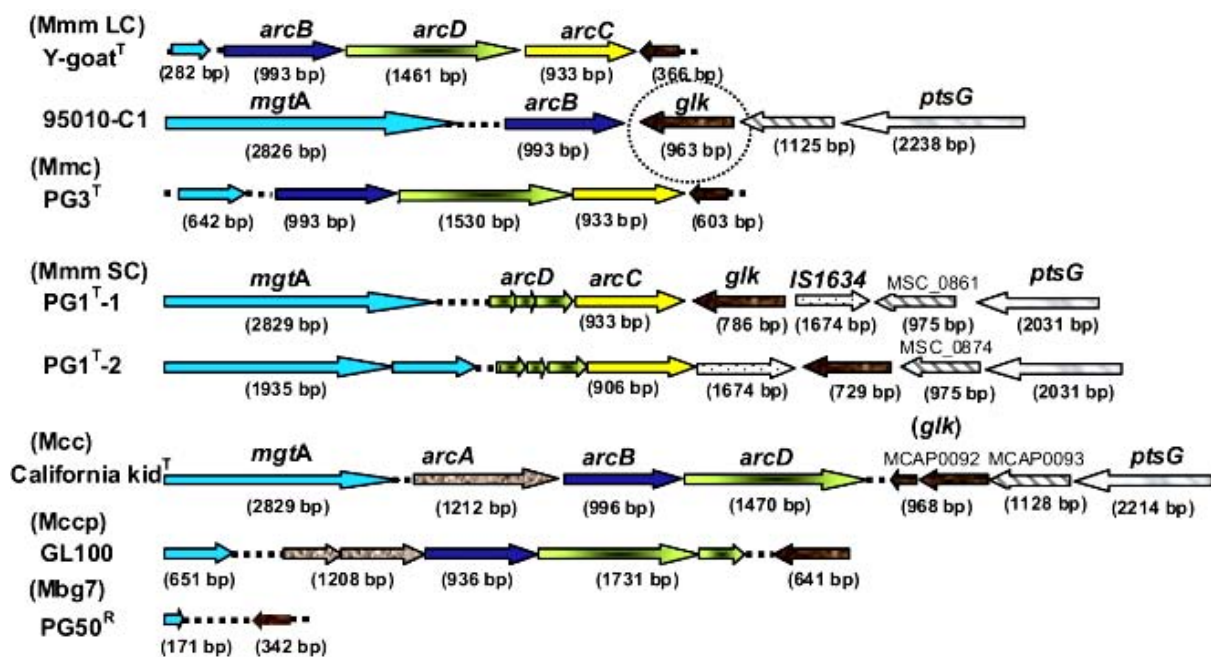 (Mmm LC) arcB arcD arcC
Y-goatT
(282 bp) (993 bp) (1461 bp) (933 bp) (366 bp)
mgtA arcB glk ptsG
95010-C1
(2826 bp) (993 bp) (963 bp) (1125 bp) (2238 bp)
(Mmc)
PG3T
(642 bp) (993 bp) (1530 bp) (933 bp) (603 bp)
(Mmm SC) mgtA arcD arcC glk IS1634 MSC_0861 ptsG
PG1T-1
(2829 bp) (933 bp) (786 bp) (1674 bp) (975 bp) (2031 bp)
MSC_0874
PG1T-2
(1935 bp) (906 bp) (1674 bp) (729 bp) (975 bp) (2031 bp)
(glk)
(Mcc) mgtA arcA arcB arcD MCAP0092 MCAP0093 ptsG
California kidT
(2829 bp) (1212 bp) (996 bp) (1470 bp) (968 bp) (1128 bp) (2214 bp)
(Mccp)
GL100
(651 bp) (1208 bp) (936 bp) (1731 bp) (641 bp)
(Mbg7)
PG50R
(171 bp) (342 bp)